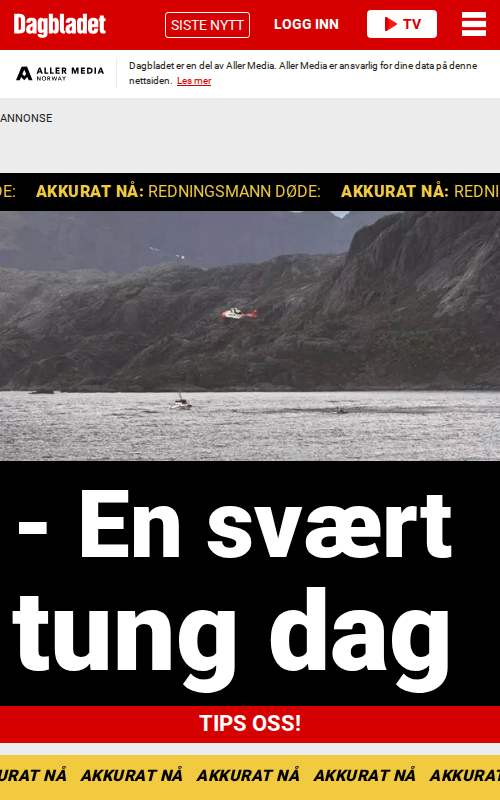 Dagbladet
SISTE NYTT
LOGG INN
TV
ALLER MEDIA
NORWAY
Dagbladet er en del av Aller Media. Aller Media er ansvarlig for dine data på denne
nettsiden. Les mer
ANNONSE
DE: AKKURAT NÅ: REDNINGSMANN DØDE: AKKURAT NÅ: REDNI
- En svært
tung dag
TIPS OSS!
URAT NÅ AKKURAT NÅ AKKURAT NÅ AKKURAT NÅ AKKURAT